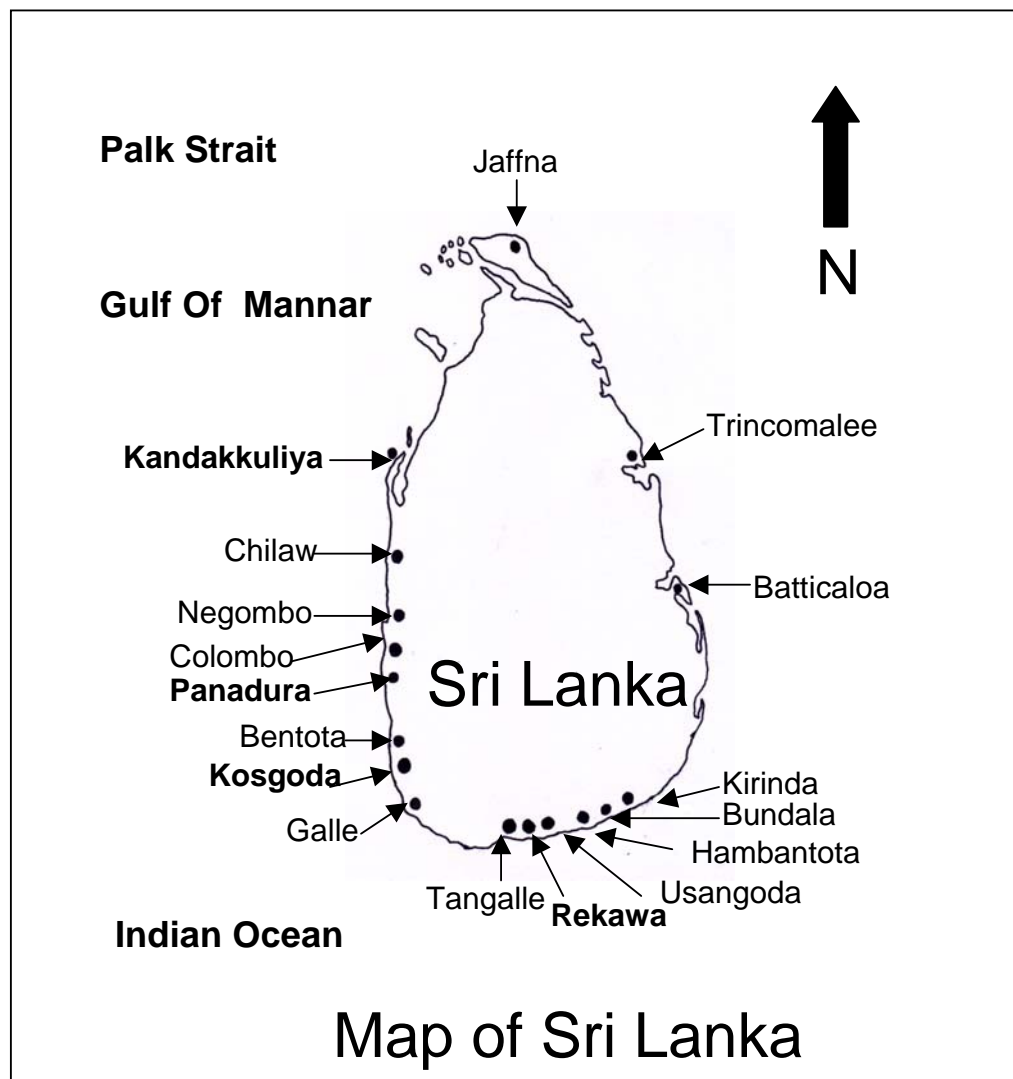 Palk Strait
Jaffna
N
Gulf Of Mannar
Trincomalee
Kandakkuliya
Chilaw
Batticaloa
Negombo
Colombo
Panadura
Sri Lanka
Bentota
Kosgoda
Kirinda
Bundala
Galle
Hambantota
Usangoda
Tangalle
Rekawa
Indian Ocean
Map of Sri Lanka